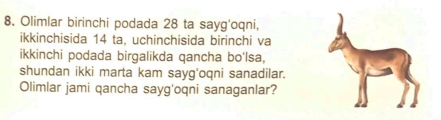 8. Olimlar birinchi podada 28 ta sayg'oqni,
ikkinchisida 14 ta, uchinchisida birinchi va
ikkinchi podada birgalikda qancha bo'lsa,
shundan ikki marta kam sayg'oqni sanadilar.
Olimlar jami qancha sayg'oqni sanaganlar?